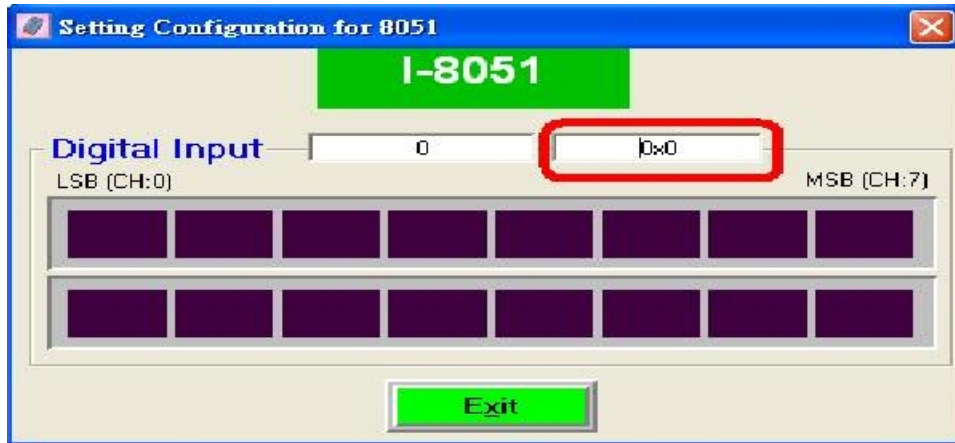 Setting Configuration for 8051
I-8051
Digital Input 0 0x0
LSB (CH:0) MSB (CH:7)
Exit